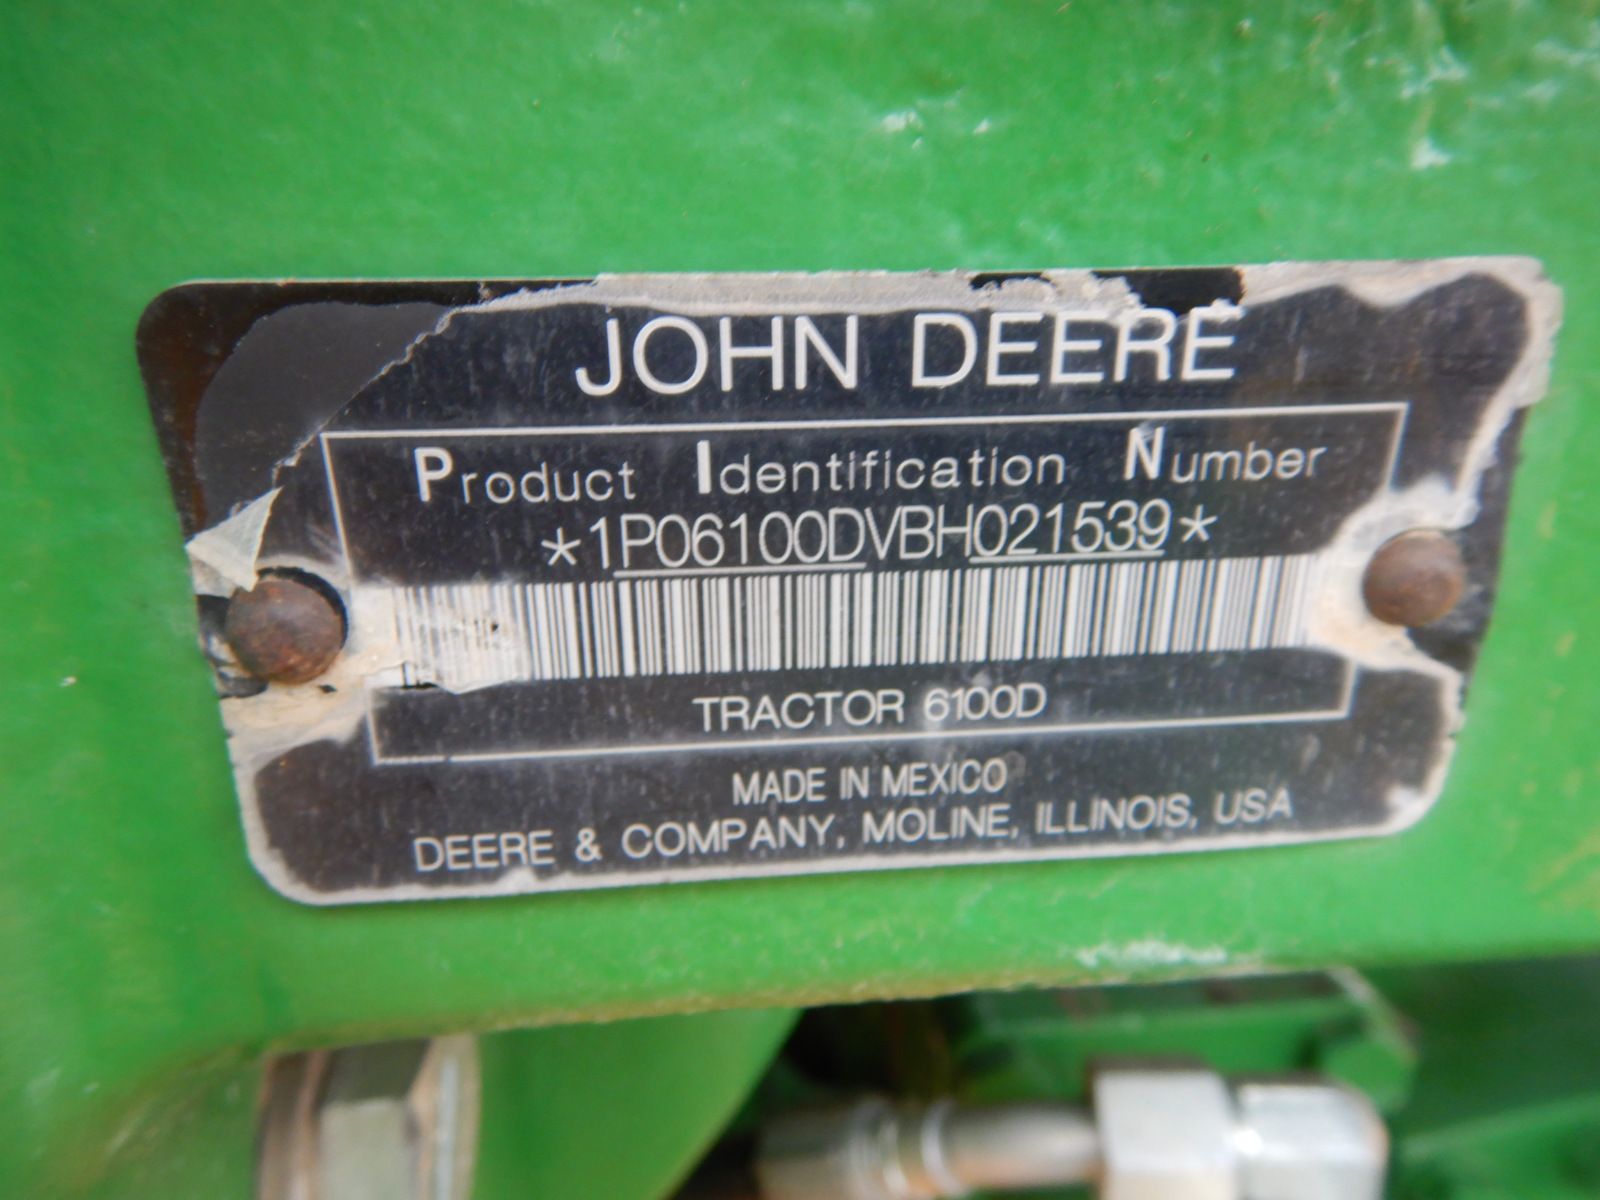 JOHN DEERE
Product Identification Number
*1P06100DVBH021539*
TRACTOR 6100D
MADE IN MEXICO
DEERE & COMPANY, MOLINE, ILLINOIS, USA